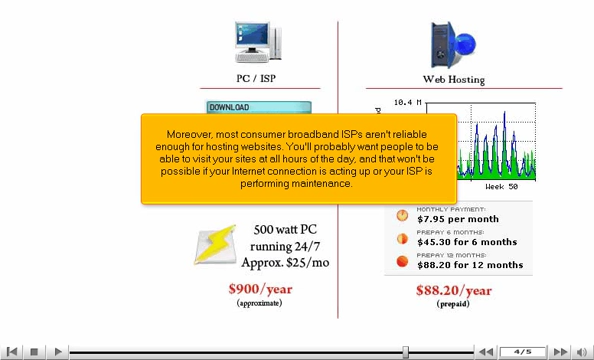 PC / ISP
Web Hosting
DOWNLOAD
10.4 M
Moreover, most consumer broadband ISPs aren't reliable
enough for hosting websites. You'll probably want people to be
able to visit your sites at all hours of the day, and that won't be
possible if your Internet connection is acting up or your ISP is
performing maintenance.
Week 50
500 watt PC
running 24/7
Approx. $25/mo
$900/year
(approximate)
MONTHLY PAYMENT:
$7.95 per month
PREPAY 6 MONTHS:
$45.30 for 6 months
PREPAY 12 MONTHS:
$88.20 for 12 months
$88.20/year
(prepaid)
4/5